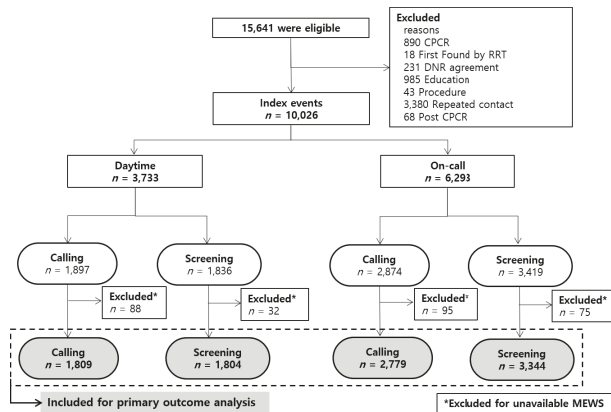 15,641 were eligible
Excluded
reasons
890 CPCR
18 First Found by RRT
231 DNR agreement
985 Education
43 Procedure
3,380 Repeated contact
68 Post CPCR
Index events
n = 10,026
Daytime
n = 3,733
On-call
n = 6,293
Calling
n = 1,897
Screening
n = 1,836
Calling
n = 2,874
Screening
n = 3,419
Excluded*
n = 88
Excluded*
n = 32
Excluded*
n = 95
Excluded*
n = 75
Calling
n = 1,809
Screening
n = 1,804
Calling
n = 2,779
Screening
n = 3,344
Included for primary outcome analysis
*Excluded for unavailable MEWS